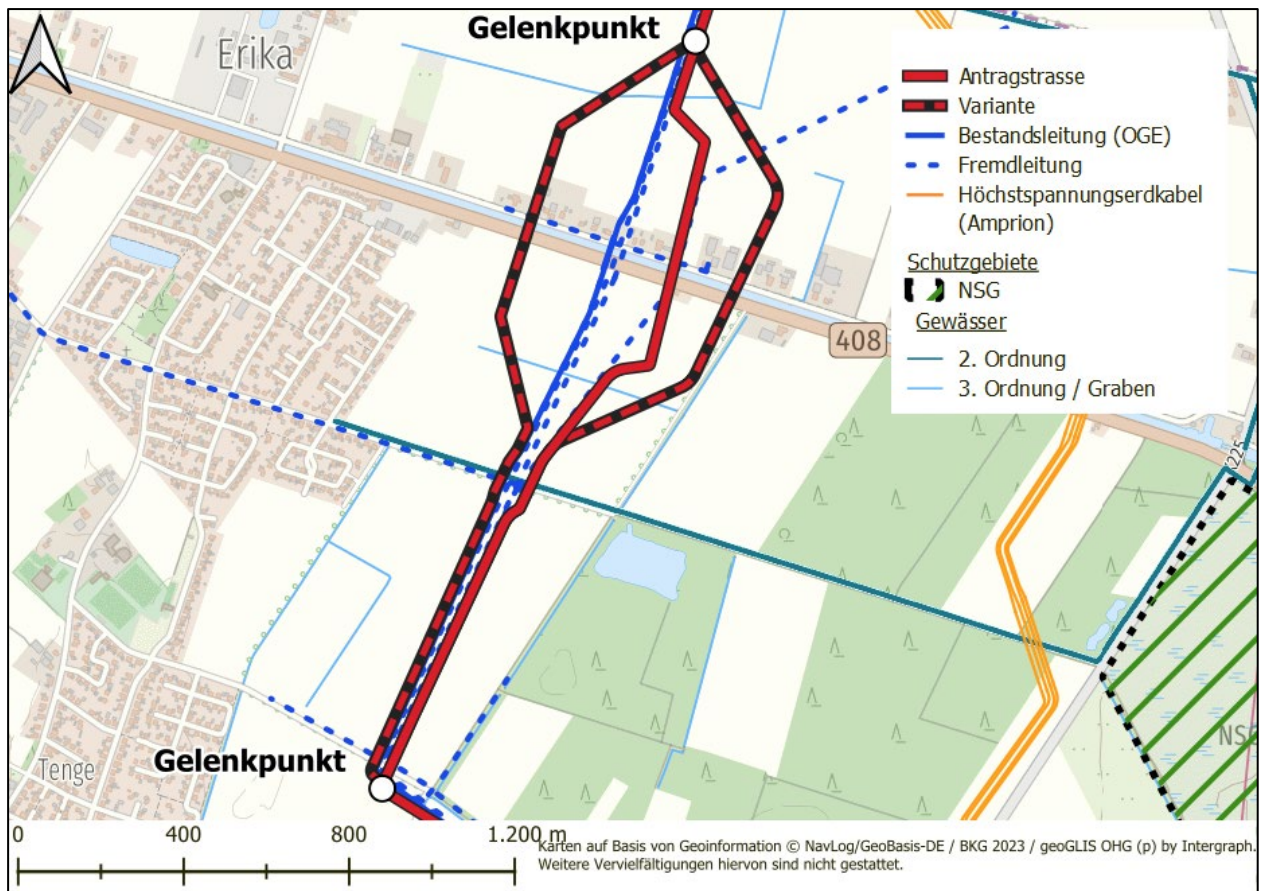 Gelenkpunkt
Erika
Antragstrasse
Variante
Bestandsleitung (OGE)
Fremdleitung
Höchstspannungserdkabel
(Amprion)
Schutzgebiete
NSG
Gewässer
2. Ordnung
3. Ordnung / Graben
408
K225
NSG
Gelenkpunkt
Tenge
0 400 800 1.200 m
Karten auf Basis von Geoinformation © NavLog/GeoBasis-DE / BKG 2023 / geoGLIS OHG (p) by Intergraph.
Weitere Vervielfältigungen hiervon sind nicht gestattet.